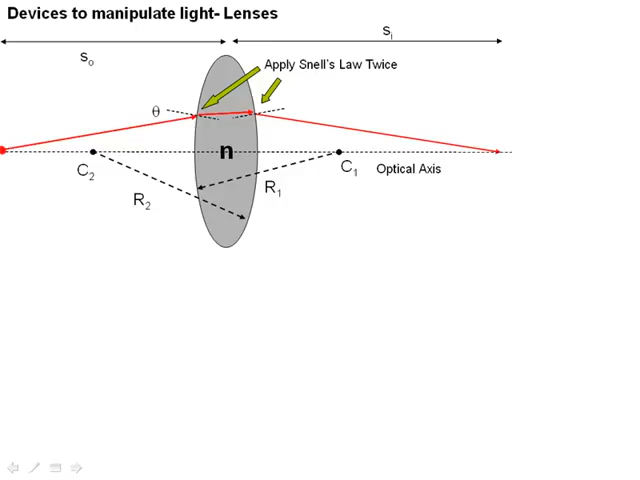 Devices to manipulate light- Lenses
s_o
s_i
Apply Snell's Law Twice
θ
n
C_2
C_1
Optical Axis
R_1
R_2